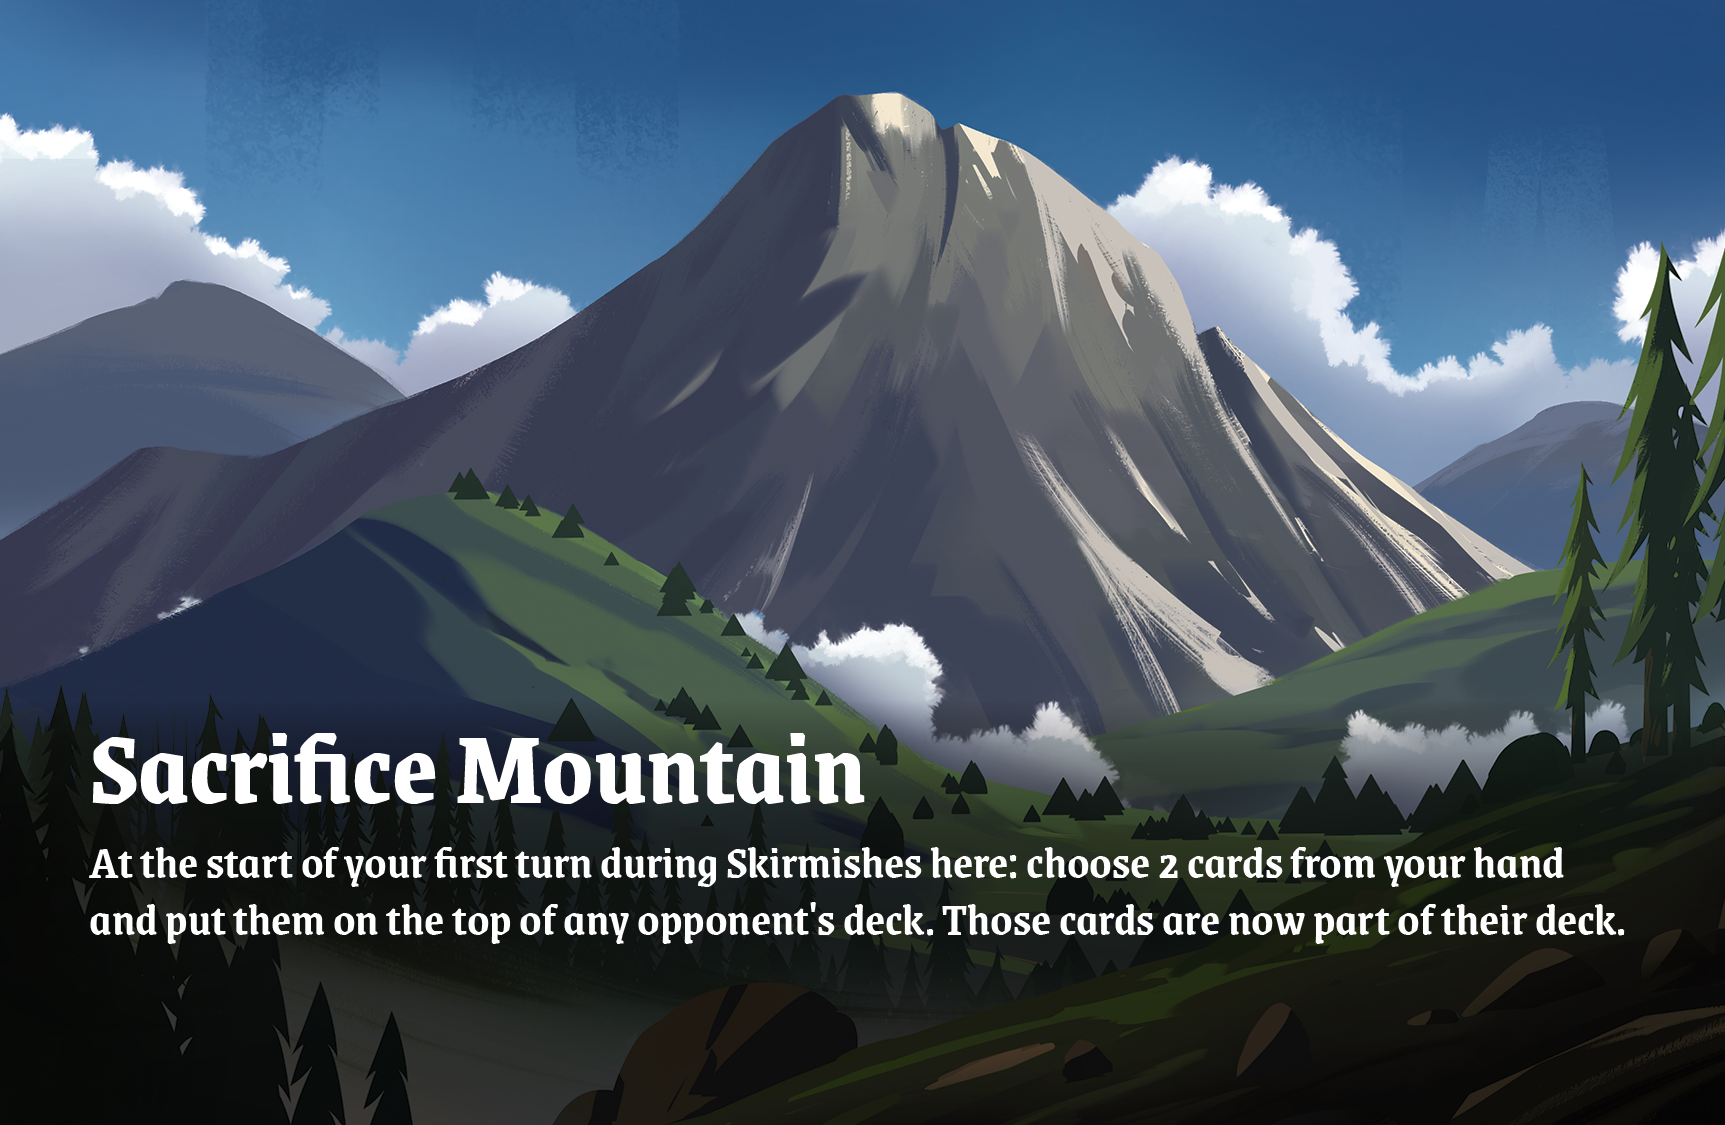 Sacrifice Mountain
At the start of your first turn during Skirmishes here: choose 2 cards from your hand
and put them on the top of any opponent's deck. Those cards are now part of their deck.